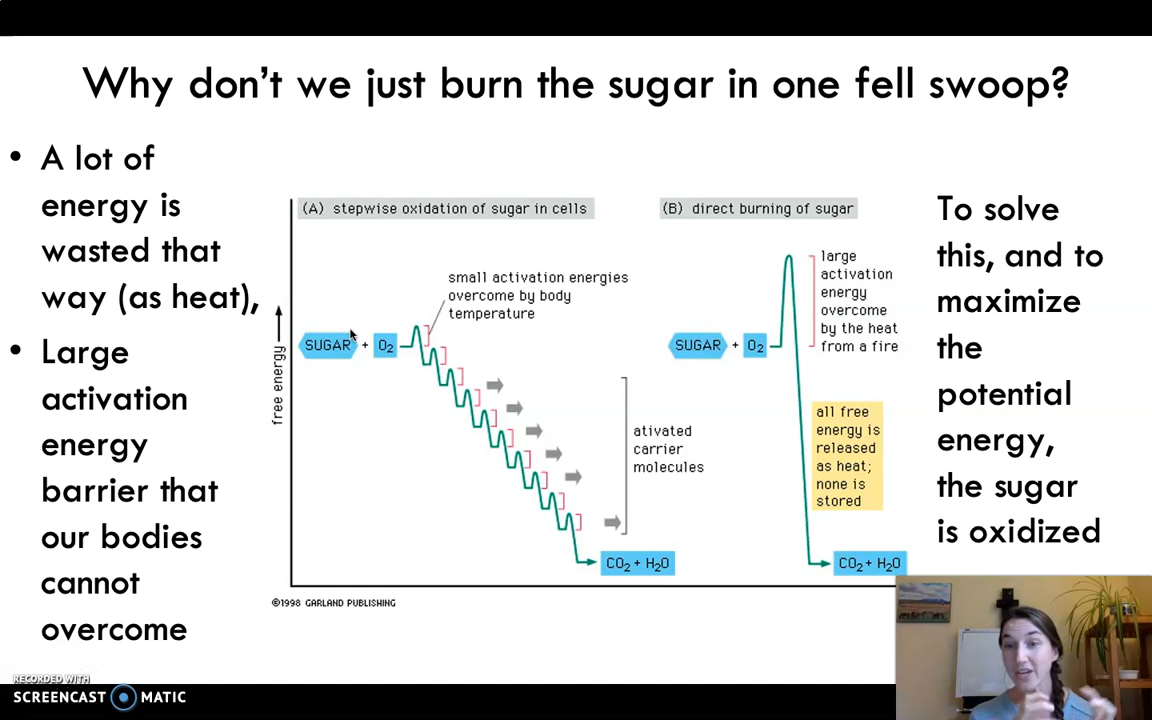 Why don't we just burn the sugar in one fell swoop?
• A lot of
energy is
wasted that
way (as heat),
• Large
activation
energy
barrier that
our bodies
cannot
overcome
(A) stepwise oxidation of sugar in cells
small activation energies
overcome by body
temperature
free energy
SUGAR + O₂
ativated
carrier
molecules
CO₂ + H₂O
(B) direct burning of sugar
large
activation
energy
overcome
by the heat
from a fire
SUGAR + O₂
all free
energy is
released
as heat;
none is
stored
CO₂ + H₂O
©1998 GARLAND PUBLISHING
To solve
this, and to
maximize
the
potential
energy,
the sugar
is oxidized
RECORDED WITH
SCREENCAST MATIC